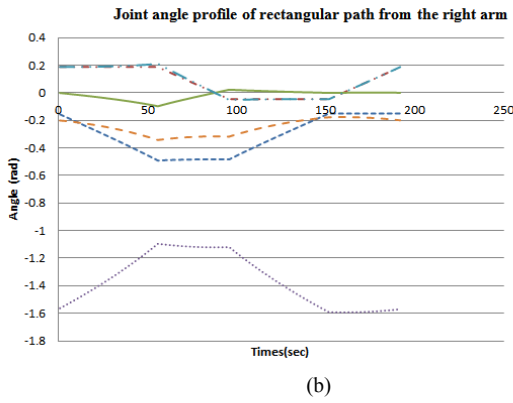 Joint angle profile of rectangular path from the right arm
0.4
0.2
0
-0.2
-0.4
-0.6
-0.8
-1
-1.2
-1.4
-1.6
-1.8
0 50 100 150 200 250
Angle (rad)
Times(sec)
(b)